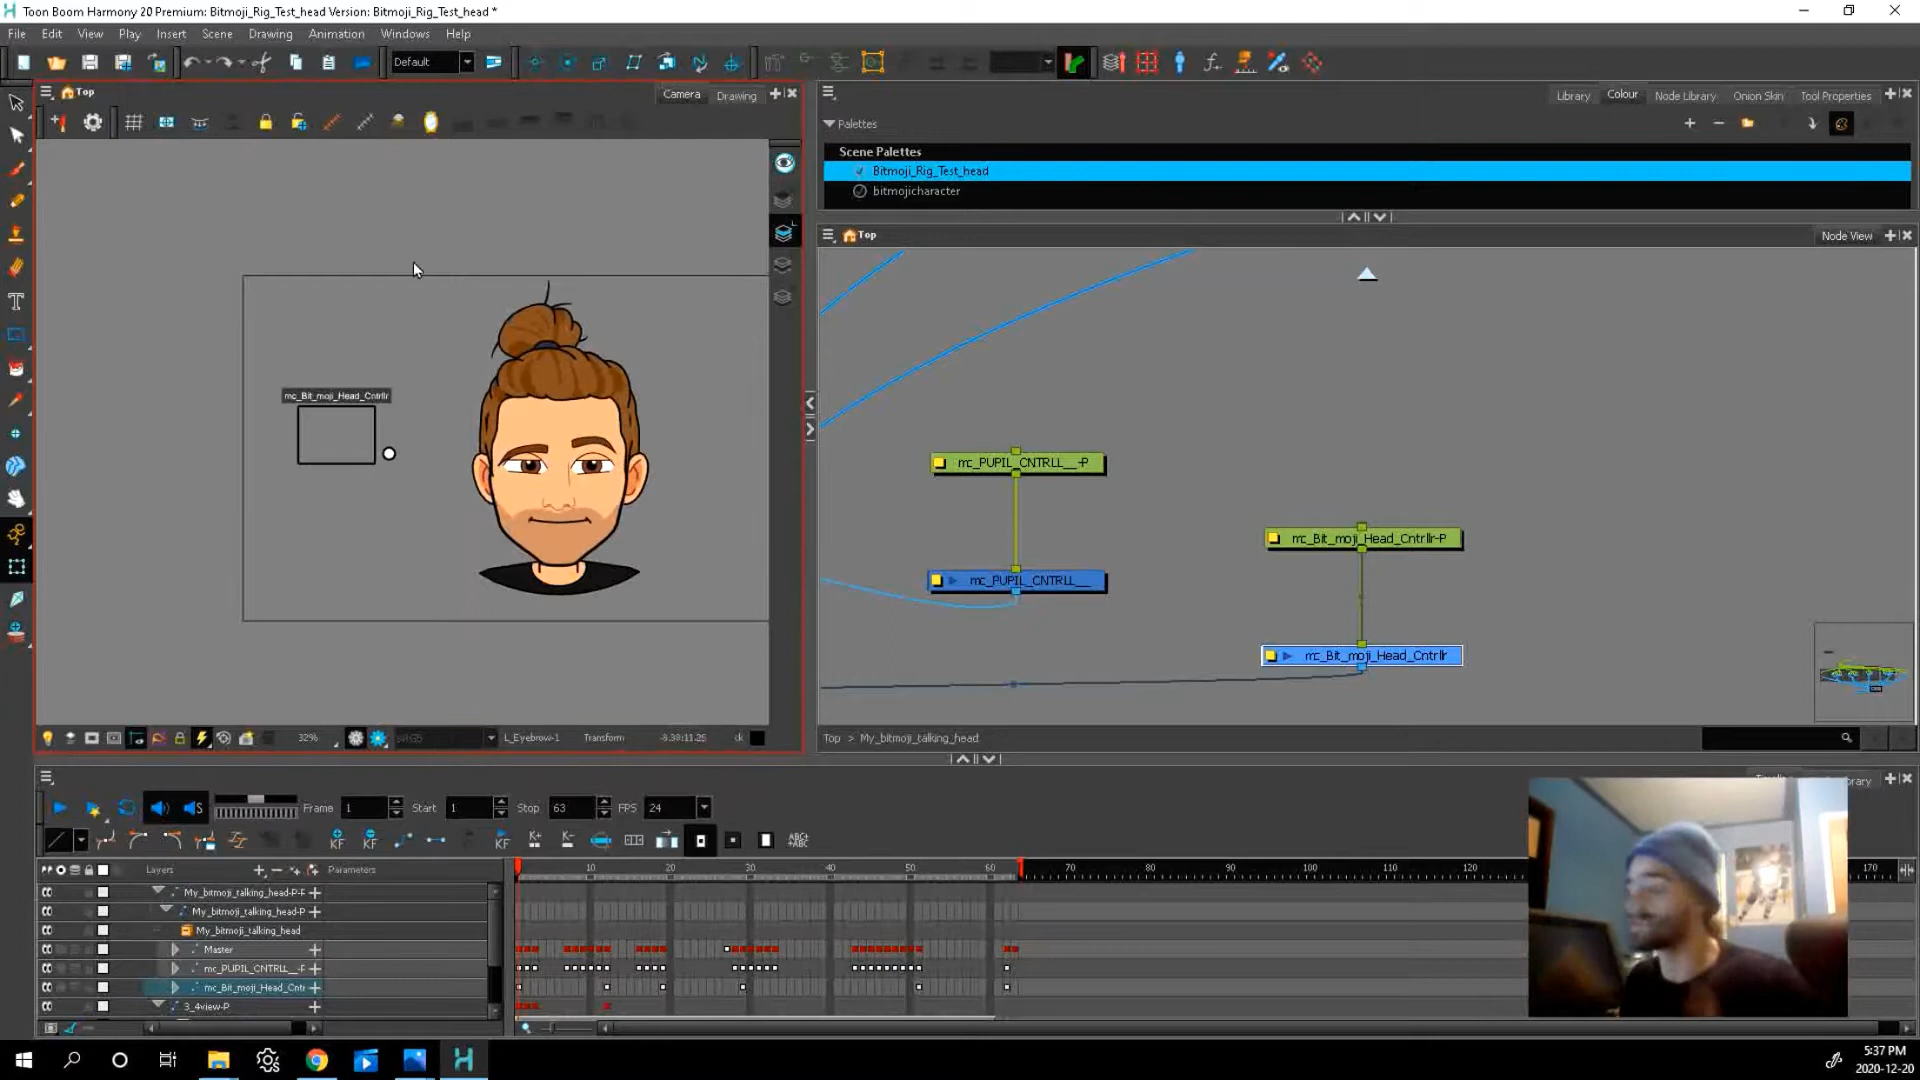 Toon Boom Harmony 20 Premium: Bitmoji_Rig_Test_head Version: Bitmoji_Rig_Test_head *
File Edit View Play Insert Scene Drawing Animation Windows Help
Default
Top Camera Drawing
Library Colour Node Library Onion Skin Tool Properties
Palettes
Scene Palettes
Bitmoji_Rig_Test_head
bitmojicharacter
Top Node View
mc_Bit_moji_Head_Cntrllr
mc_PUPIL_CNTRLL__-P
mc_Bit_moji_Head_Cntrllr-P
mc_PUPIL_CNTRLL__
mc_Bit_moji_Head_Cntrllr
32% L_Eyebrow-1 Transform
Top > My_bitmoji_talking_head
Frame 1 Start 1 Stop 63 FPS 24
Layers Parameters
10 20 30 40 50 60 70 80 90 100 110 120 170
My_bitmoji_talking_head-P-F
My_bitmoji_talking_head-P
My_bitmoji_talking_head
Master
mc_PUPIL_CNTRLL__-F
mc_Bit_moji_Head_Cntr
3_4view-P
5:37 PM
2020-12-20